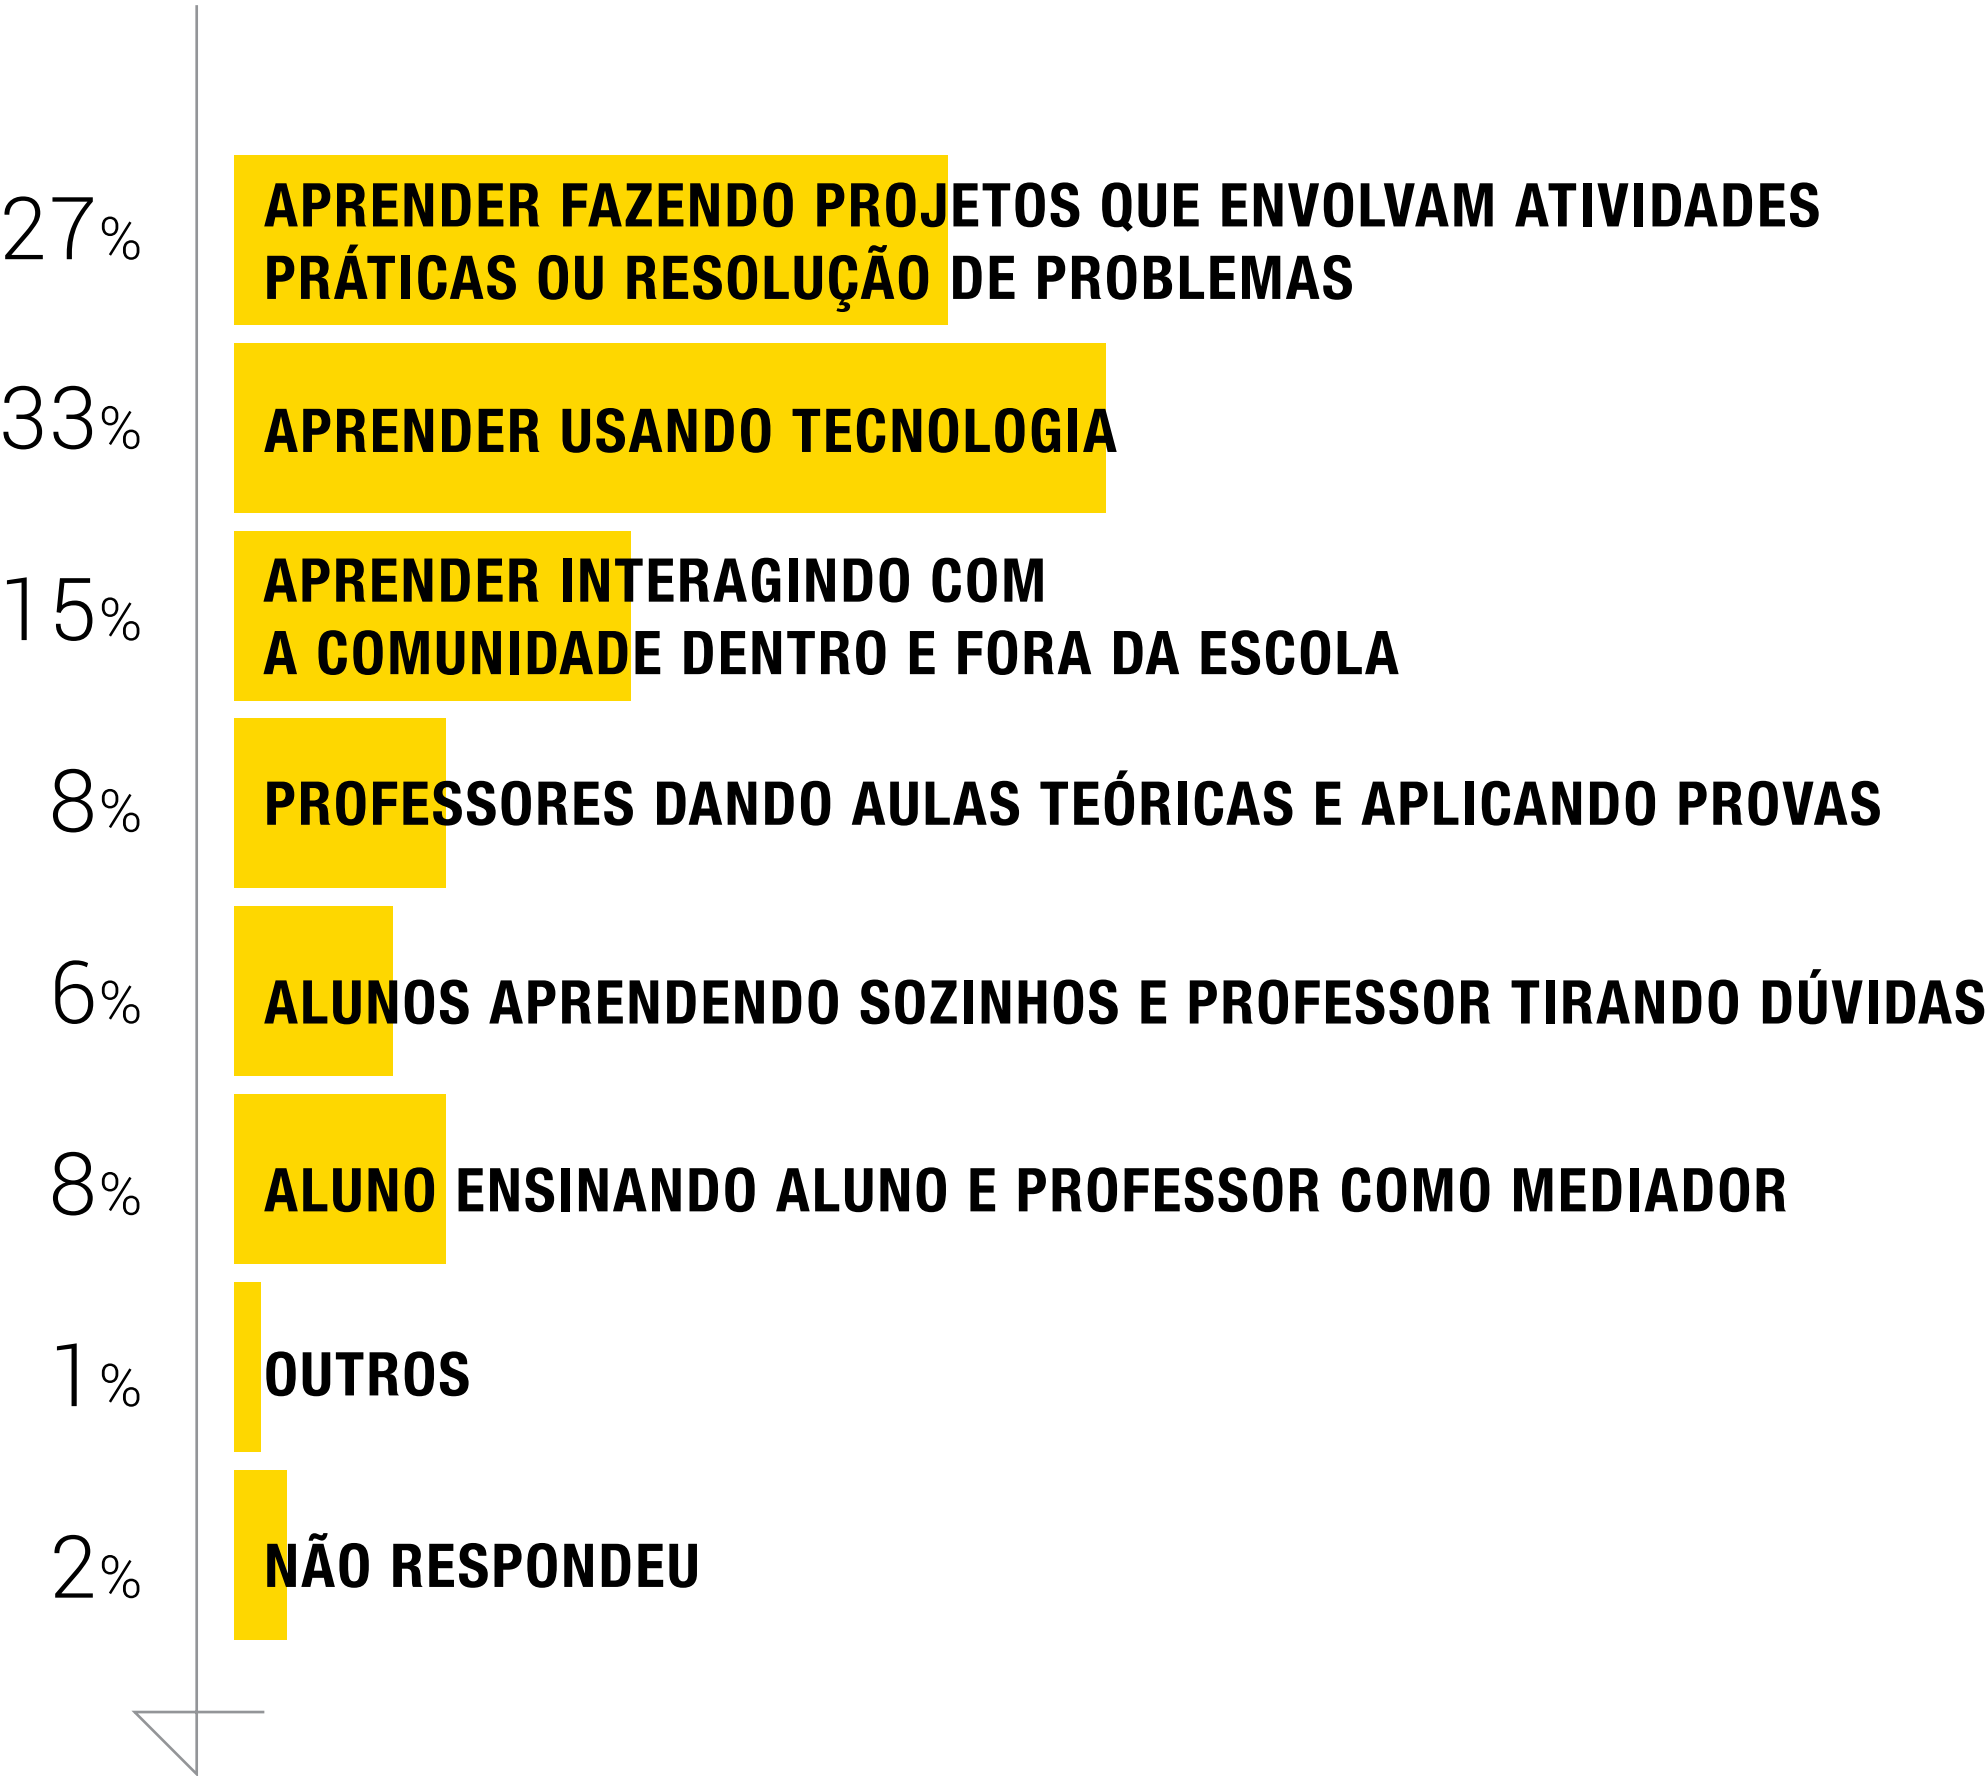 27%
APRENDER FAZENDO PROJETOS QUE ENVOLVAM ATIVIDADES
PRÁTICAS OU RESOLUÇÃO DE PROBLEMAS
33%
APRENDER USANDO TECNOLOGIA
15%
APRENDER INTERAGINDO COM
A COMUNIDADE DENTRO E FORA DA ESCOLA
8%
PROFESSORES DANDO AULAS TEÓRICAS E APLICANDO PROVAS
6%
ALUNOS APRENDENDO SOZINHOS E PROFESSOR TIRANDO DÚVIDAS
8%
ALUNO ENSINANDO ALUNO E PROFESSOR COMO MEDIADOR
1%
OUTROS
2%
NÃO RESPONDEU